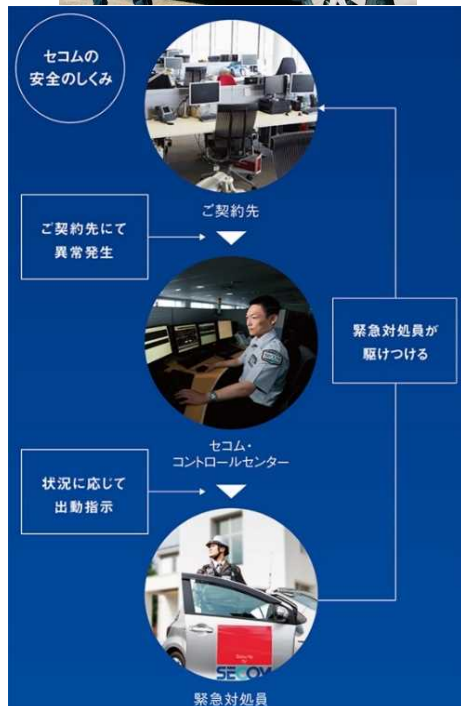 セコムの
安全のしくみ
ご契約先
ご契約先にて
異常発生
セコム・
コントロールセンター
緊急対処員が
駆けつける
状況に応じて
出動指示
SECOM
緊急対処員